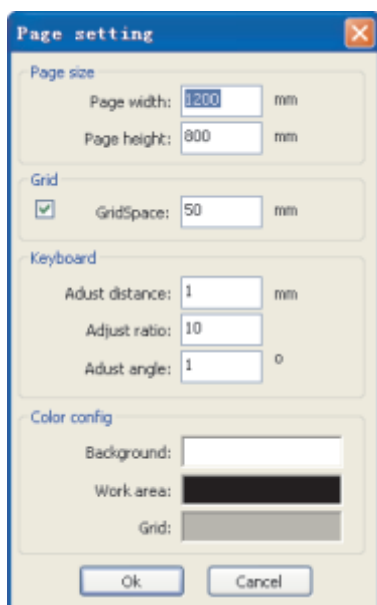 Page setting
Page size
Page width: 1200 mm
Page height: 800 mm
Grid
GridSpace: 50 mm
Keyboard
Adust distance: 1 mm
Adjust ratio: 10
Adust angle: 1 °
Color config
Background:
Work area:
Grid:
Ok Cancel